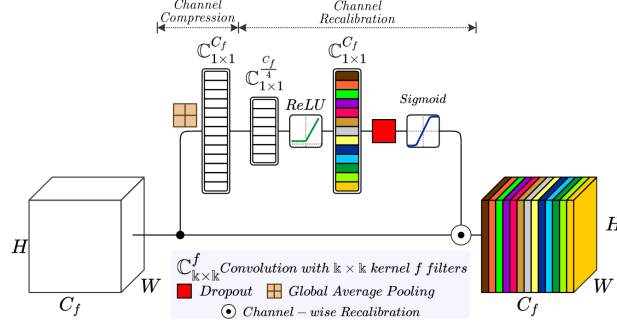 Channel
Compression
Channel
Recalibration
ℂ^{C_f}_{1×1}
ℂ^{\frac{C_f}{4}}_{1×1}
ℂ^{C_f}_{1×1}
ReLU
Sigmoid
H
W
C_f
H
W
C_f
ℂ^f_{𝕜×𝕜} Convolution with 𝕜 × 𝕜 kernel f filters
Dropout
Global Average Pooling
Channel − wise Recalibration